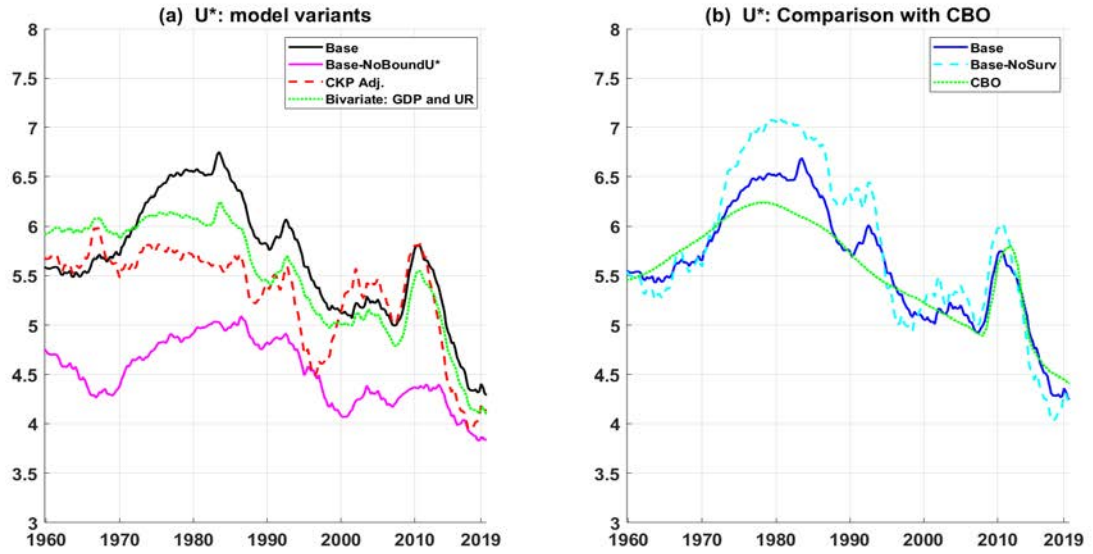 (a) U*: model variants
8
7.5
7
6.5
6
5.5
5
4.5
4
3.5
3
1960 1970 1980 1990 2000 2010 2019
Base
Base-NoBoundU*
CKP Adj.
Bivariate: GDP and UR
(b) U*: Comparison with CBO
8
7.5
7
6.5
6
5.5
5
4.5
4
3.5
3
1960 1970 1980 1990 2000 2010 2019
Base
Base-NoSurv
CBO